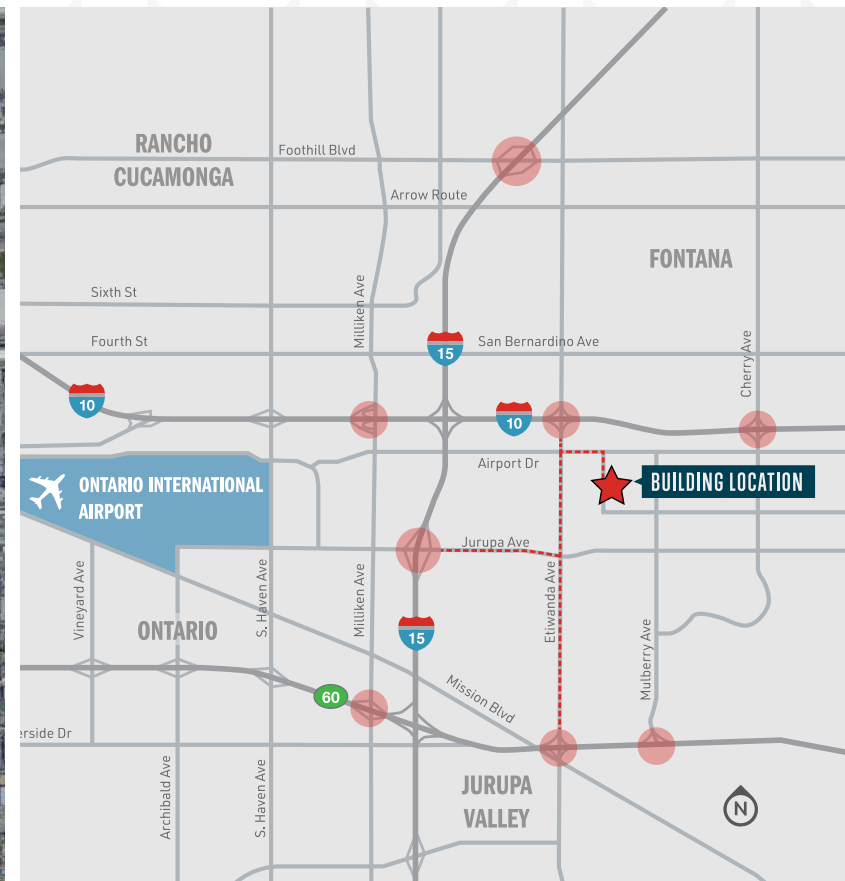 RANCHO
CUCAMONGA
Foothill Blvd
Arrow Route
FONTANA
Sixth St
Milliken Ave
Fourth St
15
San Bernardino Ave
Cherry Ave
10
10
Airport Dr
ONTARIO INTERNATIONAL
AIRPORT
BUILDING LOCATION
Jurupa Ave
Vineyard Ave
S. Haven Ave
Milliken Ave
Etiwanda Ave
15
ONTARIO
Mulberry Ave
60
Mission Blvd
erside Dr
Archibald Ave
S. Haven Ave
JURUPA
VALLEY
N